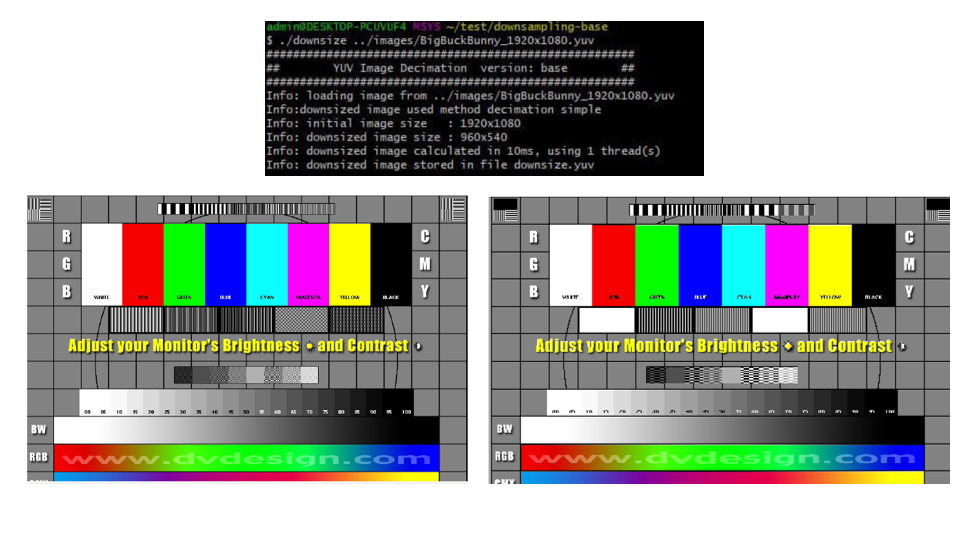 admin@DESKTOP-PCUVUF4 MSYS ~/test/downsampling-base
$ ./downsize ../images/BigBuckBunny_1920x1080.yuv
########################################################
## YUV Image Decimation version: base ##
########################################################
Info: loading image from ../images/BigBuckBunny_1920x1080.yuv
Info:downsized image used method decimation simple
Info: initial image size : 1920x1080
Info: downsized image size : 960x540
Info: downsized image calculated in 10ms, using 1 thread(s)
Info: downsized image stored in file downsize.yuv
R C
G M
B Y
WHITE RED GREEN BLUE CYAN MAGENTA YELLOW BLACK
Adjust your Monitor's Brightness and Contrast
00 05 10 15 20 25 30 35 40 45 50 55 60 65 70 75 80 85 90 95 100
BW
RGB www.dvdesign.com
R C
G M
B Y
WHITE RED GREEN BLUE CYAN MAGENTA YELLOW BLACK
Adjust your Monitor's Brightness and Contrast
BW
RGB www.dvdesign.com